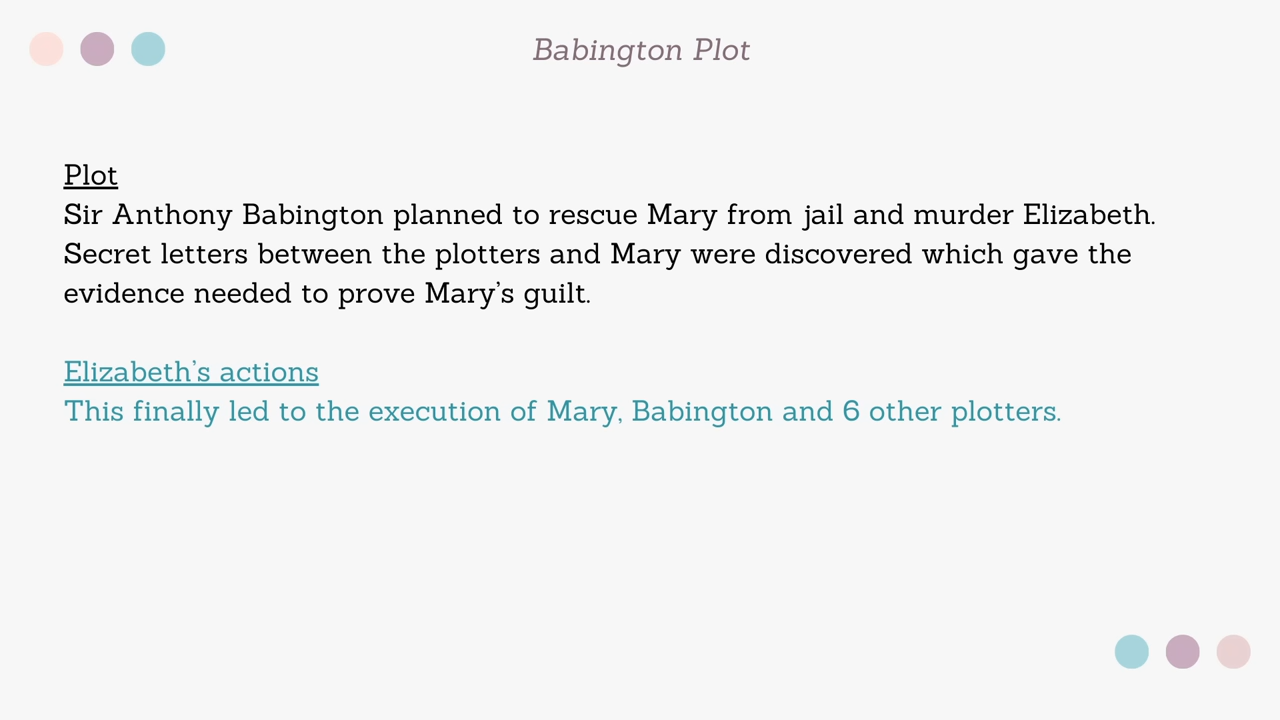 Babington Plot
Plot
Sir Anthony Babington planned to rescue Mary from jail and murder Elizabeth.
Secret letters between the plotters and Mary were discovered which gave the
evidence needed to prove Mary’s guilt.
Elizabeth’s actions
This finally led to the execution of Mary, Babington and 6 other plotters.